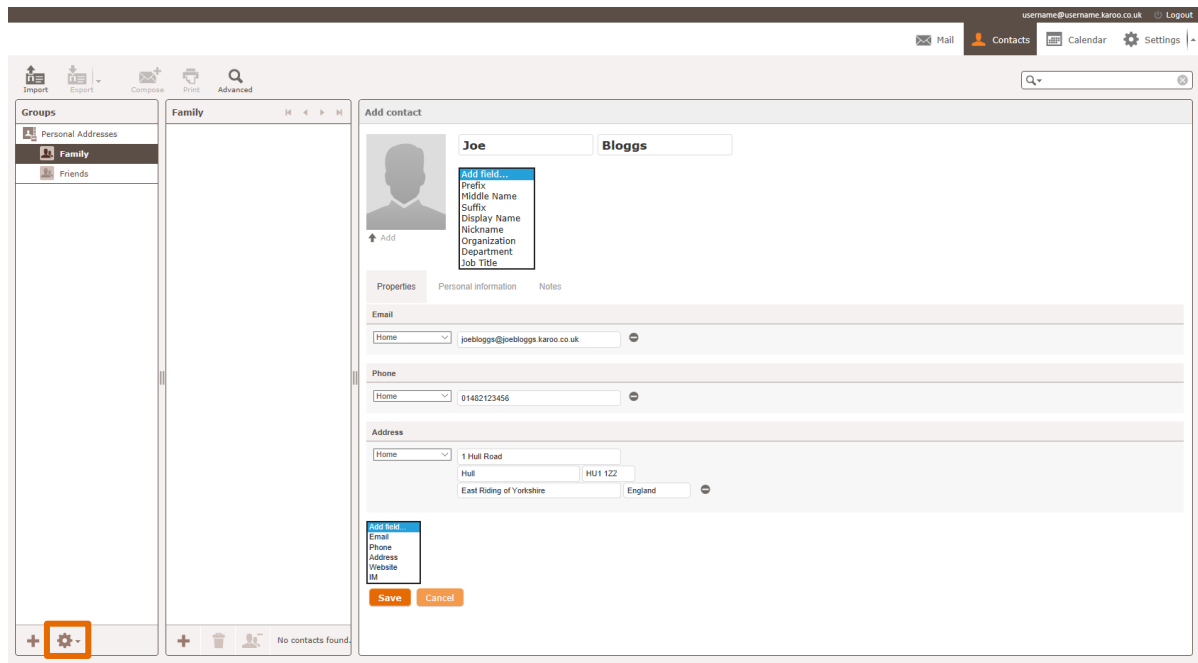 username@username.karoo.co.uk Logout
Mail Contacts Calendar Settings
Import Export Compose Print Advanced
Groups
Personal Addresses
Family
Friends
Family
No contacts found.
Add contact
Joe Bloggs
Add field...
Prefix
Middle Name
Suffix
Display Name
Nickname
Organization
Department
Job Title
Add
Properties Personal information Notes
Email
Home joebloggs@joebloggs.karoo.co.uk
Phone
Home 01482123456
Address
Home 1 Hull Road
Hull HU1 1ZZ
East Riding of Yorkshire England
Add field...
Email
Phone
Address
Website
IM
Save Cancel